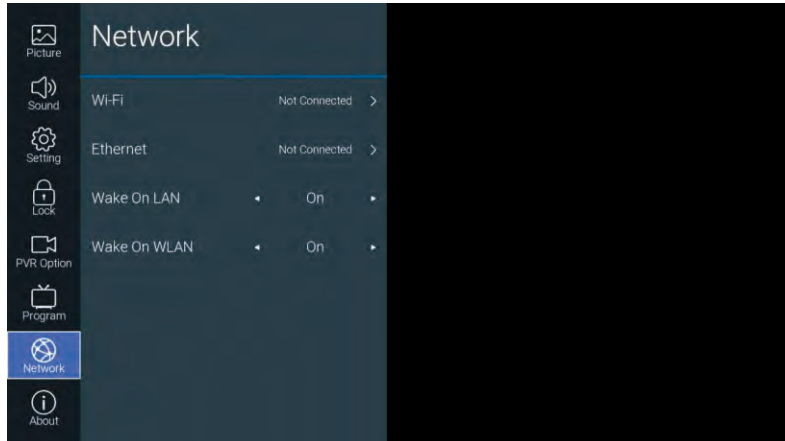 Picture
Sound
Setting
Lock
PVR Option
Program
Network
About
Network
Wi-Fi Not Connected
Ethernet Not Connected
Wake On LAN On
Wake On WLAN On